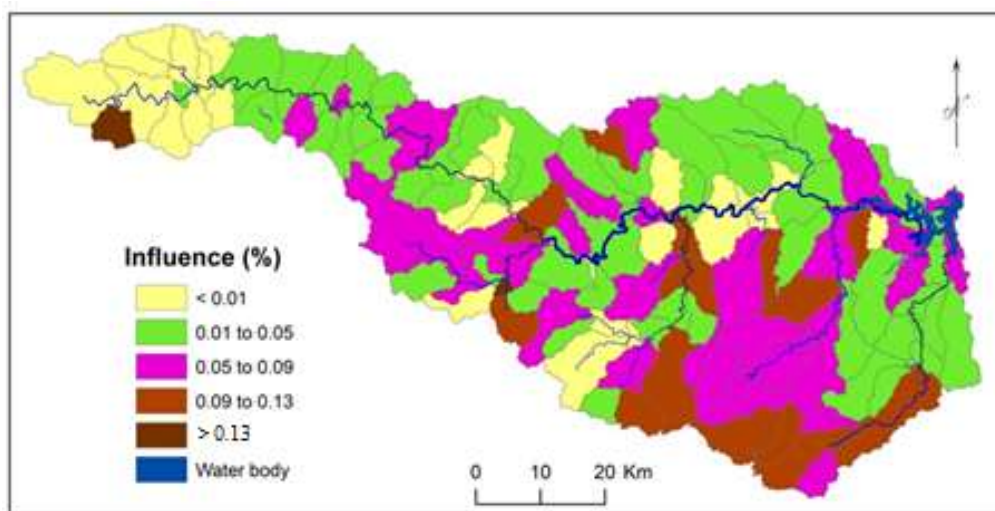 Influence (%)
< 0.01
0.01 to 0.05
0.05 to 0.09
0.09 to 0.13
> 0.13
Water body
0 10 20 Km